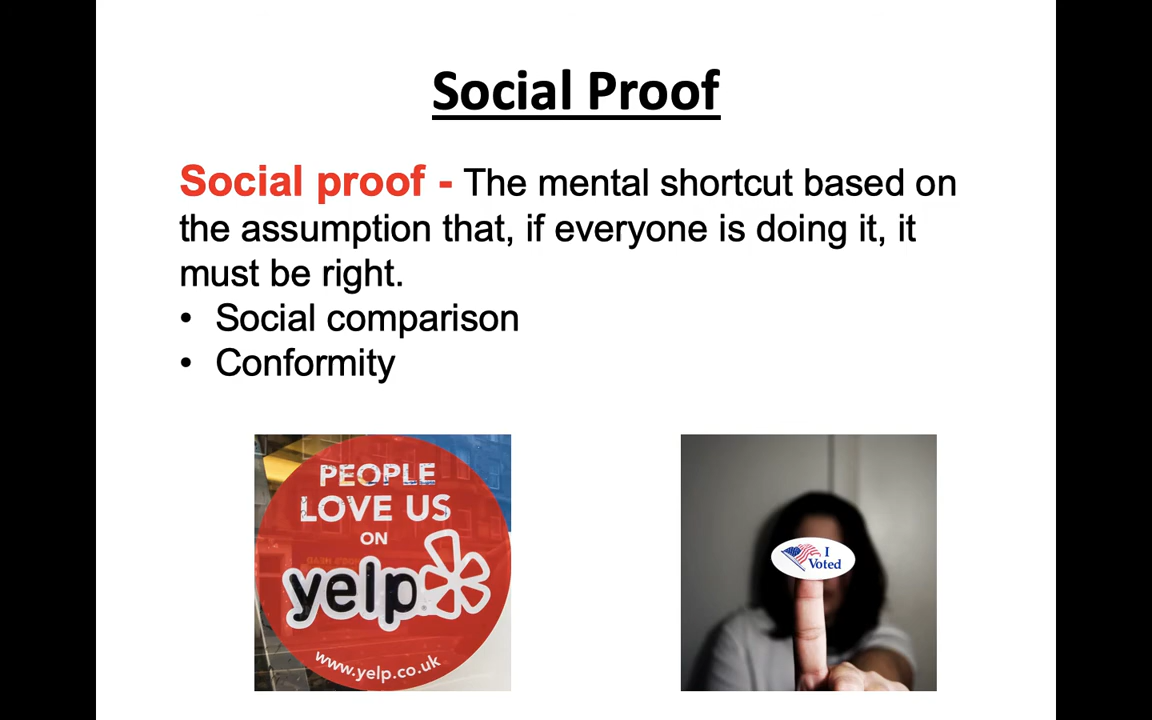 Social Proof
Social proof - The mental shortcut based on
the assumption that, if everyone is doing it, it
must be right.
• Social comparison
• Conformity
PEOPLE
LOVE US
ON
yelp
www.yelp.co.uk
I
Voted